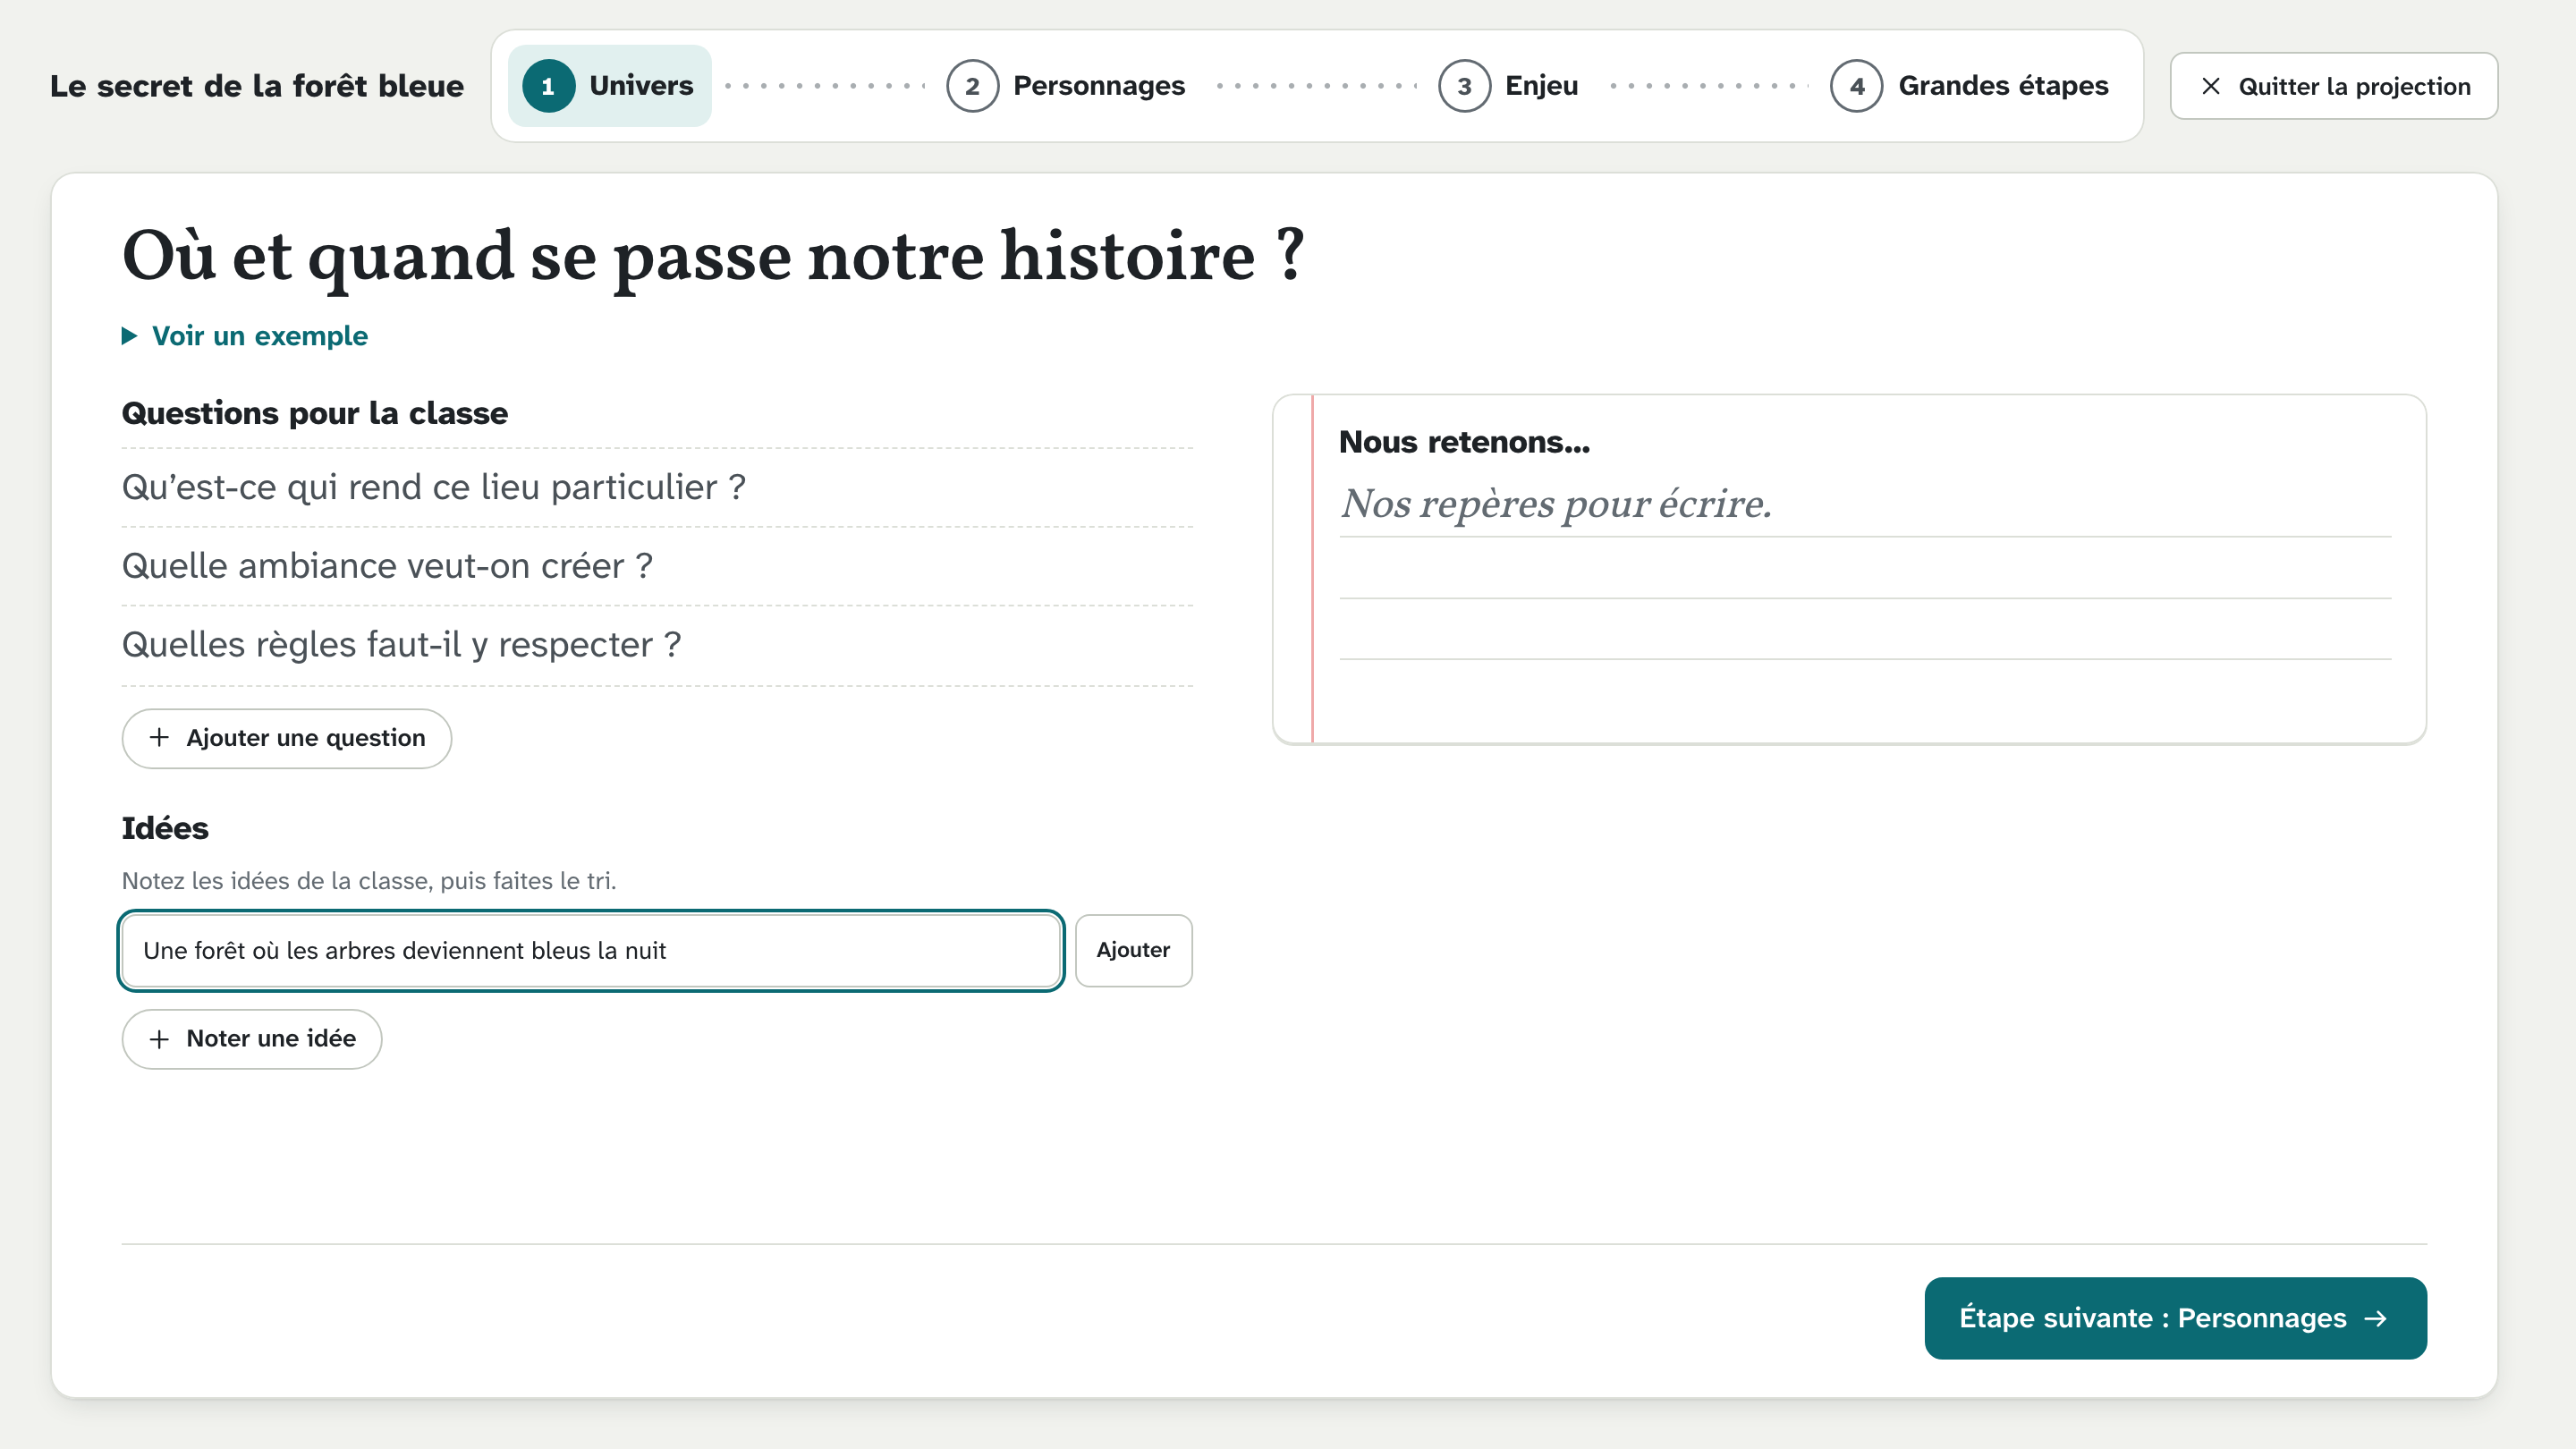 Le secret de la forêt bleue
1 Univers
2 Personnages
3 Enjeu
4 Grandes étapes
Quitter la projection
Où et quand se passe notre histoire ?
Voir un exemple
Questions pour la classe
Qu’est-ce qui rend ce lieu particulier ?
Quelle ambiance veut-on créer ?
Quelles règles faut-il y respecter ?
+ Ajouter une question
Nous retenons...
Nos repères pour écrire.
Idées
Notez les idées de la classe, puis faites le tri.
Une forêt où les arbres deviennent bleus la nuit
Ajouter
+ Noter une idée
Étape suivante : Personnages →